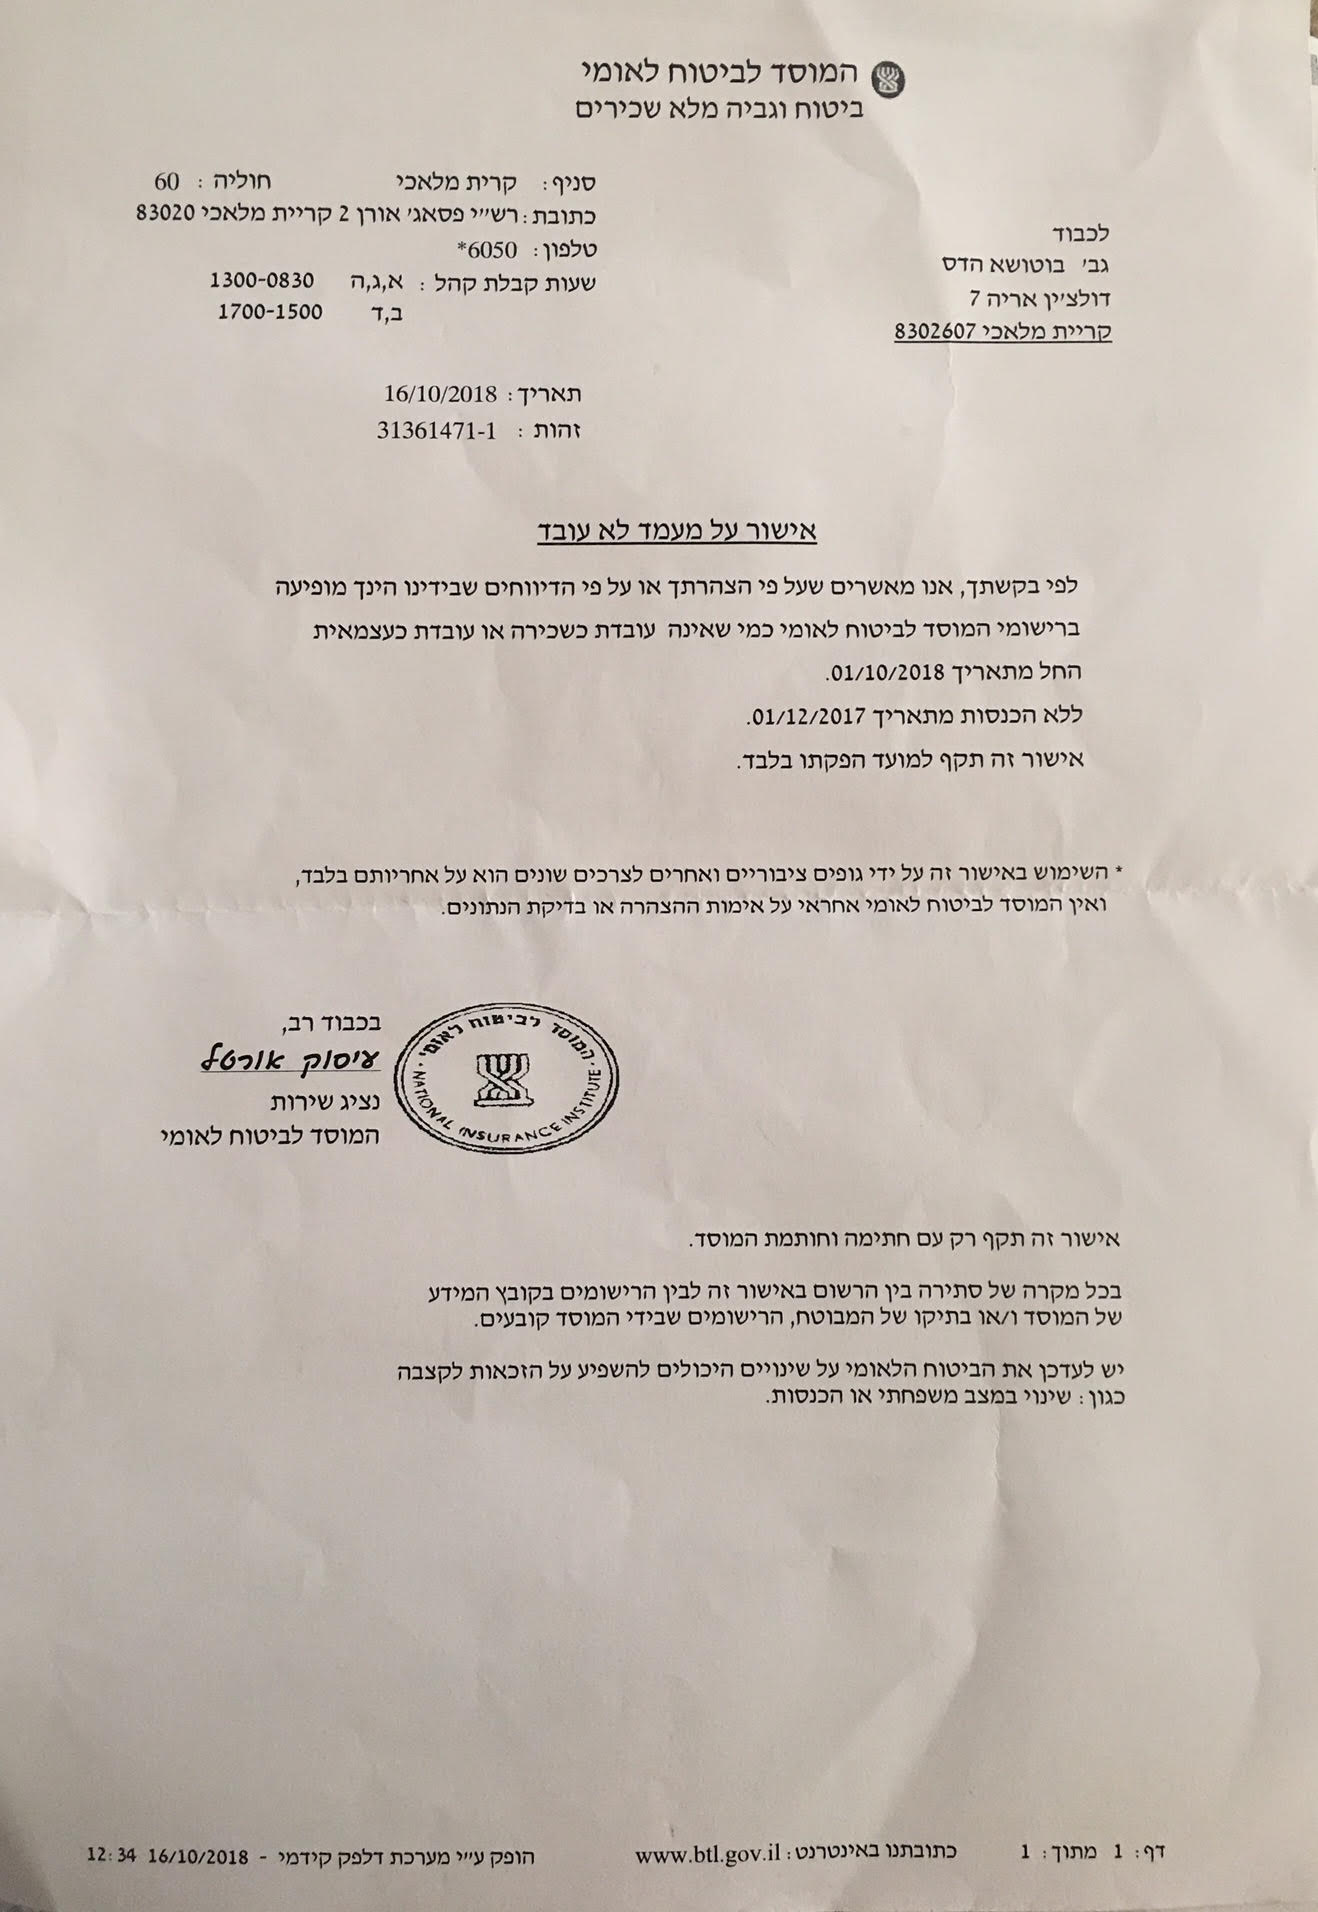 המוסד לביטוח לאומי
ביטוח וגביה מלא שכירים
סניף: קרית מלאכי חוליה : 60
כתובת: רש״י פסאג׳ אורן 2 קריית מלאכי 83020
טלפון: 6050*
שעות קבלת קהל : א,ג,ה 1300-0830
ב,ד 1700-1500
לכבוד
גב׳ בוטושא הדס
דולצ׳ין אריה 7
קריית מלאכי 8302607
תאריך: 16/10/2018
זהות : 31361471-1
אישור על מעמד לא עובד
לפי בקשתך, אנו מאשרים שעל פי הצהרתך או על פי הדיווחים שבידינו הינך מופיעה
ברישומי המוסד לביטוח לאומי כמי שאינה עובדת כשכירה או עובדת כעצמאית
החל מתאריך 01/10/2018.
ללא הכנסות מתאריך 01/12/2017.
אישור זה תקף למועד הפקתו בלבד.
* השימוש באישור זה על ידי גופים ציבוריים ואחרים לצרכים שונים הוא על אחריותם בלבד,
ואין המוסד לביטוח לאומי אחראי על אימות ההצהרה או בדיקת הנתונים.
בכבוד רב,
עיסוק אורטל
נציג שירות
המוסד לביטוח לאומי
המוסד לביטוח לאומי
NATIONAL INSURANCE INSTITUTE
אישור זה תקף רק עם חתימה וחותמת המוסד.
בכל מקרה של סתירה בין הרשום באישור זה לבין הרישומים בקובץ המידע
של המוסד ו/או בתיקו של המבוטח, הרישומים שבידי המוסד קובעים.
יש לעדכן את הביטוח הלאומי על שינויים היכולים להשפיע על הזכאות לקצבה
כגון : שינוי במצב משפחתי או הכנסות.
דף: 1 מתוך: 1 כתובתנו באינטרנט: www.btl.gov.il הופק ע״י מערכת דלפק קידמי - 16/10/2018 12:34